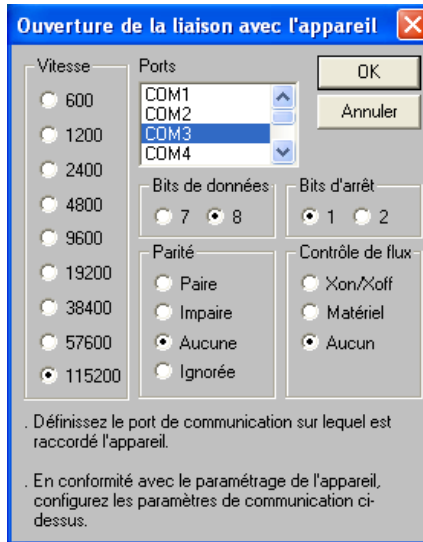 Ouverture de la liaison avec l'appareil
Vitesse
600
1200
2400
4800
9600
19200
38400
57600
115200
Ports
COM1
COM2
COM3
COM4
OK
Annuler
Bits de données
7 8
Bits d'arrêt
1 2
Parité
Paire
Impaire
Aucune
Ignorée
Contrôle de flux
Xon/Xoff
Matériel
Aucun
. Définissez le port de communication sur lequel est
raccordé l'appareil.
. En conformité avec le paramétrage de l'appareil,
configurez les paramètres de communication ci-
dessus.